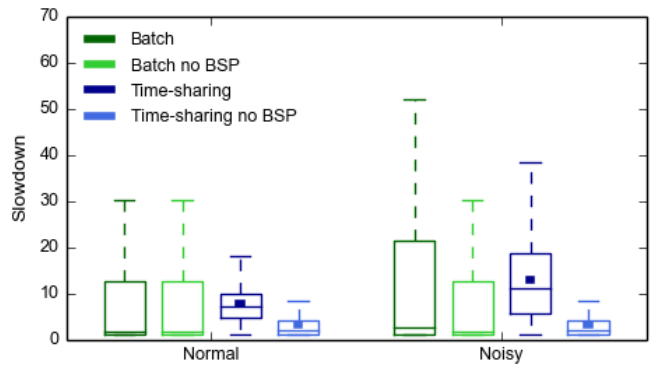 70
60
50
40
30
20
10
0
Slowdown
Batch
Batch no BSP
Time-sharing
Time-sharing no BSP
Normal
Noisy